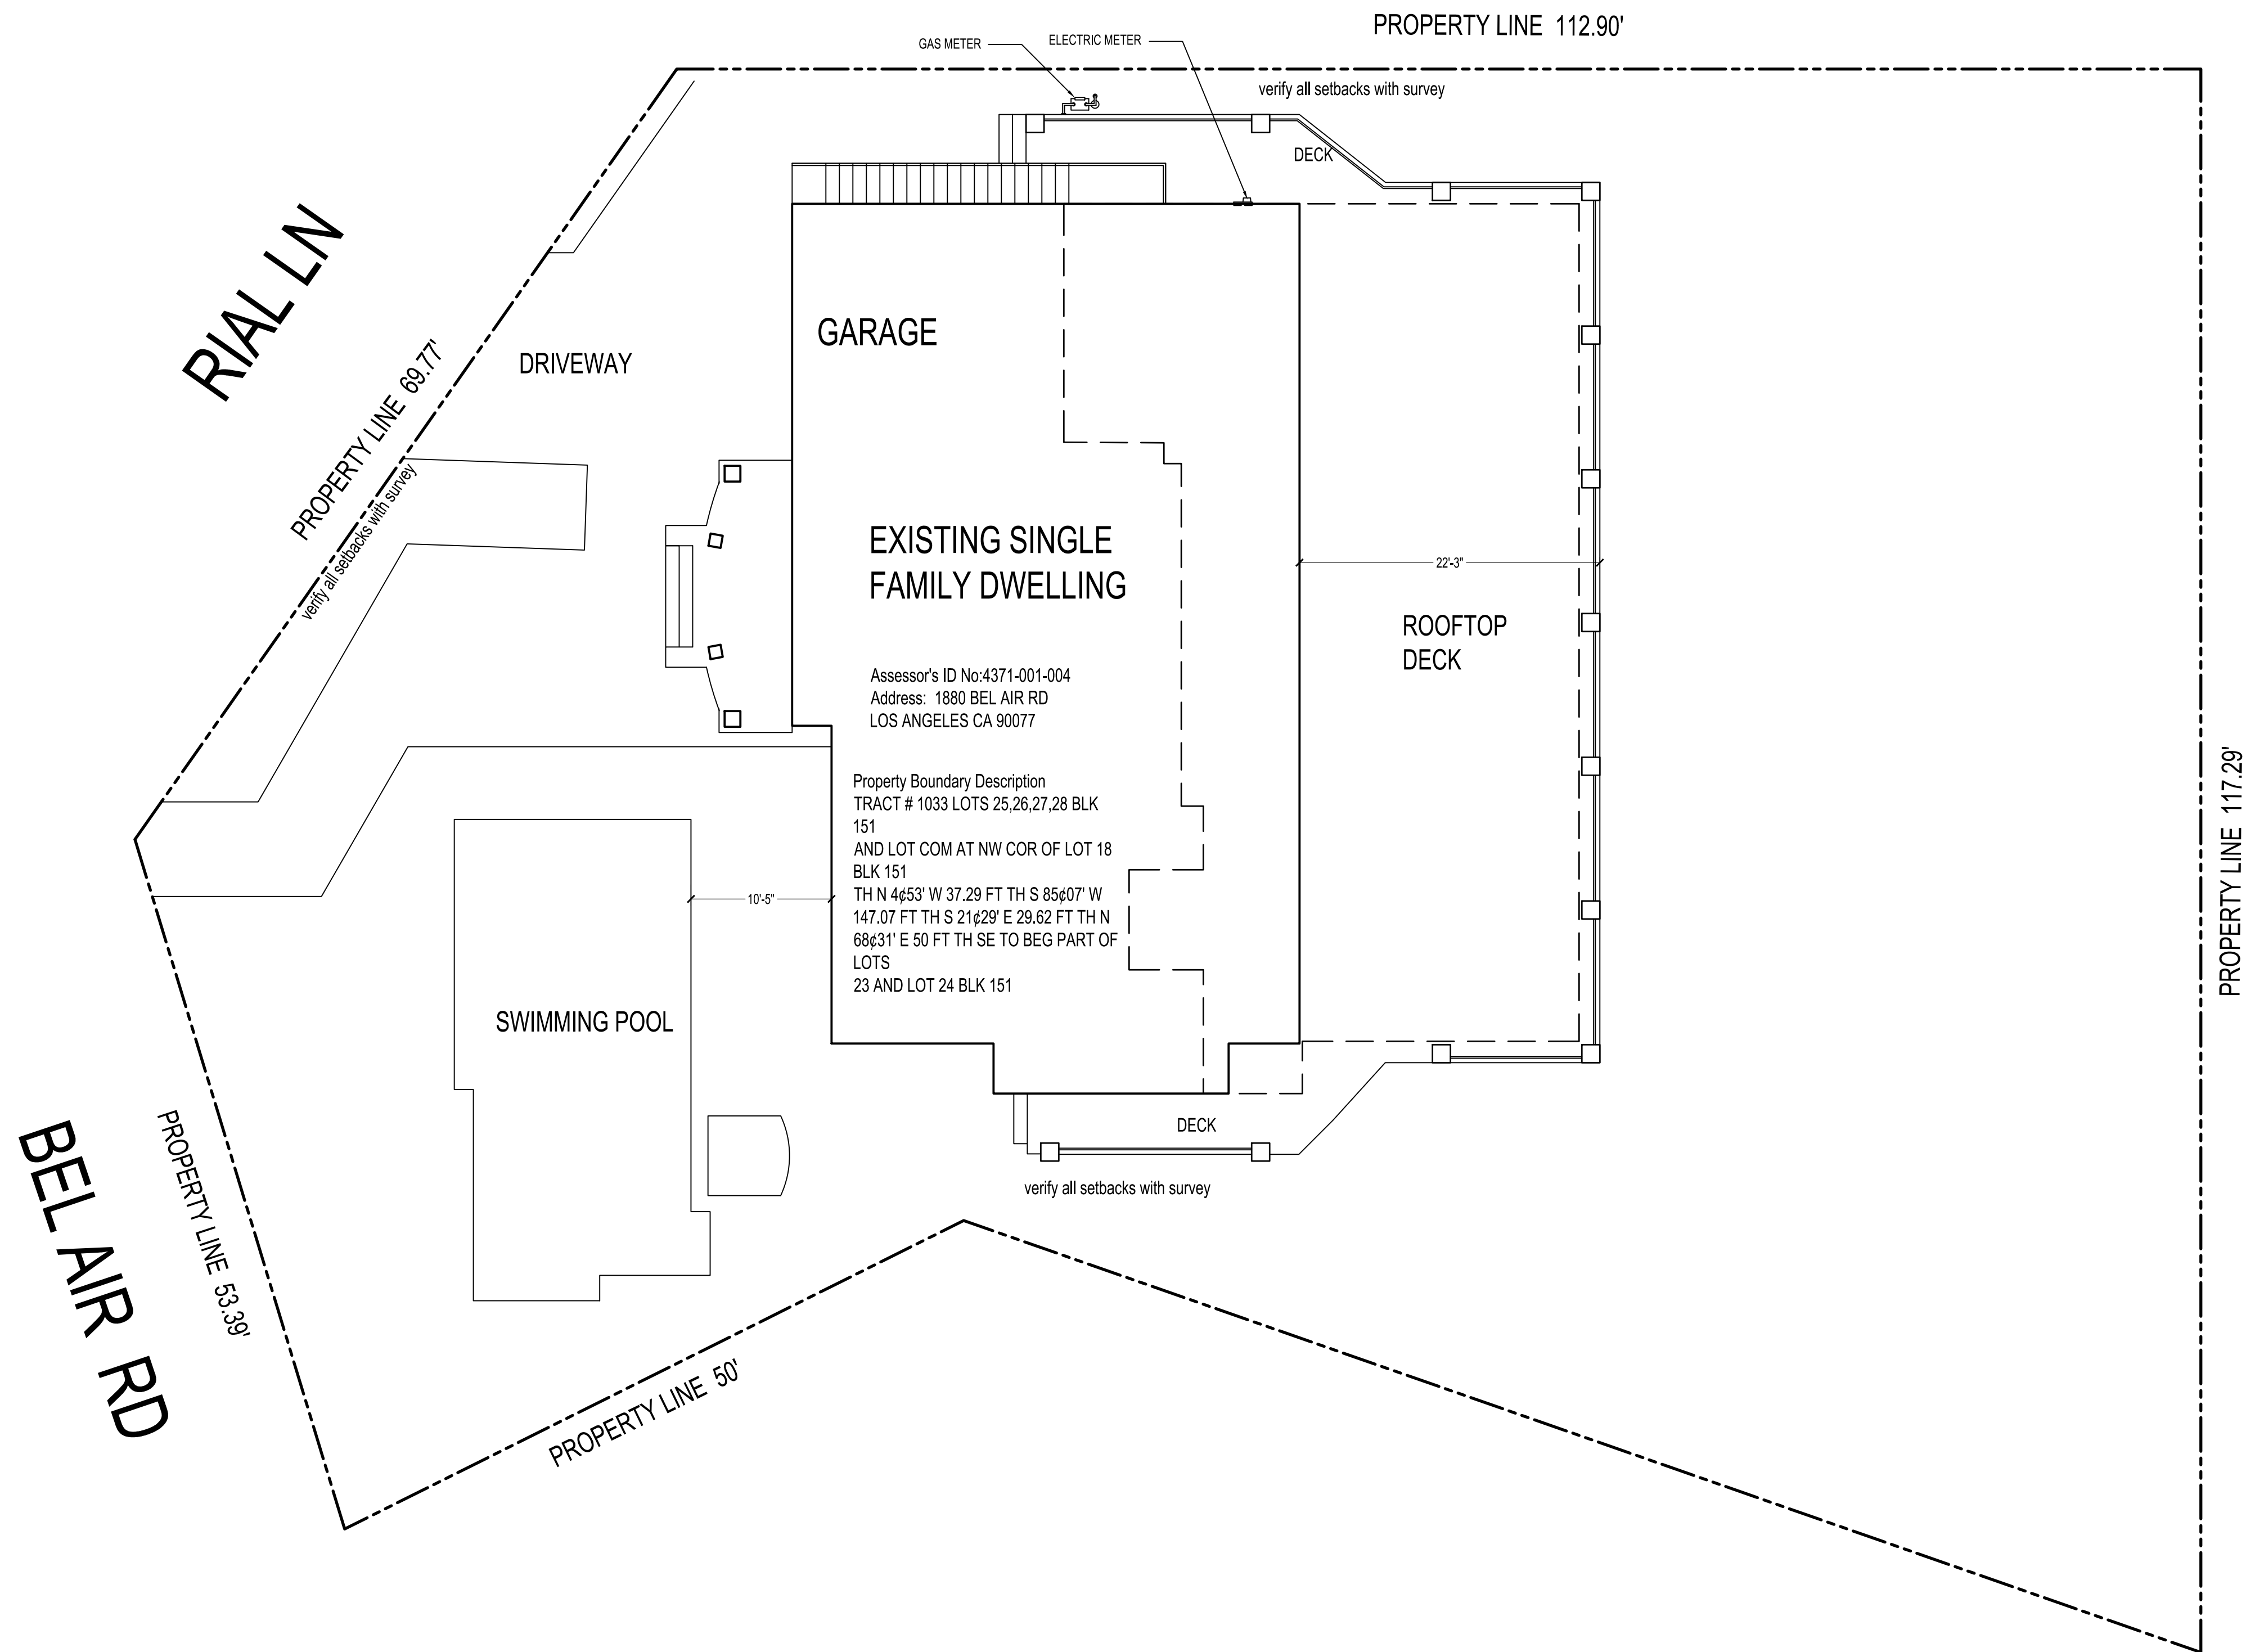 PROPERTY LINE 112.90'
GAS METER
ELECTRIC METER
verify all setbacks with survey
DECK
RIAL LN
GARAGE
DRIVEWAY
PROPERTY LINE 69.77'
verify all setbacks with survey
EXISTING SINGLE
FAMILY DWELLING
22'-3"
ROOFTOP
DECK
Assessor's ID No:4371-001-004
Address: 1880 BEL AIR RD
LOS ANGELES CA 90077
Property Boundary Description
TRACT # 1033 LOTS 25,26,27,28 BLK
151
AND LOT COM AT NW COR OF LOT 18
BLK 151
TH N 4¢53' W 37.29 FT TH S 85¢07' W
147.07 FT TH S 21¢29' E 29.62 FT TH N
68¢31' E 50 FT TH SE TO BEG PART OF
LOTS
23 AND LOT 24 BLK 151
PROPERTY LINE 117.29'
10'-5"
SWIMMING POOL
DECK
verify all setbacks with survey
BEL AIR RD
PROPERTY LINE 53.39'
PROPERTY LINE 50'